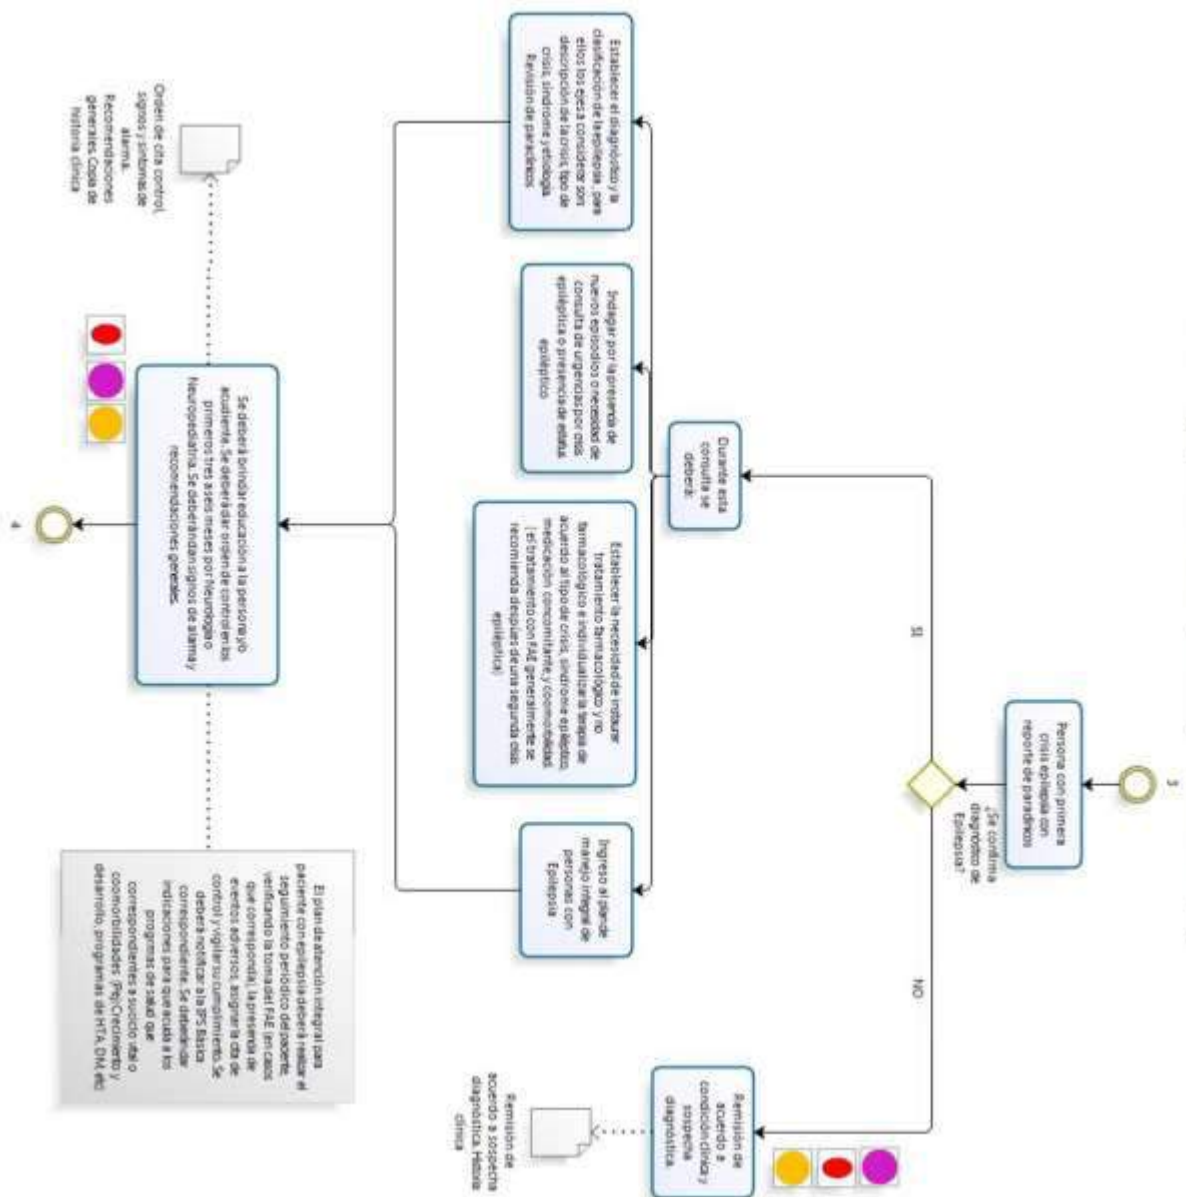 3
Persona con primera
crisis epilepsia con
reporte de paraclínicos
¿Se confirma
diagnóstico de
Epilepsia?
SI
NO
Durante esta
consulta se
deberá:
Remisión de
acuerdo a
condición clínica y
sospecha
diagnóstica
Remisión de
acuerdo a sospecha
diagnóstica. Historia
clínica
Establecer el diagnóstico y la
clasificación de la epilepsia, para
ellos los ejes a considerar son:
descripción de la crisis, tipo de
crisis, síndrome y etiología.
Revisión de paraclínicos
Indagar por la presencia de
nuevos episodios o necesidad de
consulta de urgencias por crisis
epiléptica o presencia de estatus
epiléptico
Establecer la necesidad de instaurar
tratamiento farmacológico y no
farmacológico e individualizar la terapia de
acuerdo al tipo de crisis, síndrome epiléptico,
medicación concomitante, y coomorbilidad.
(el tratamiento con FAE generalmente se
recomienda despúes de una segunda crisis
epiléptica)
Ingreso al plan de
manejo integral de
personas con
Epilepsia
Orden de cita control,
signos y síntomas de
alarma.
Recomendaciones
generales. Copia de
historia clínica
Se deberá brindar educación a la persona y/o
acudiente. Se deberá dar orden de control en los
primeros tres a seis meses por Neurología o
Neuropediatría. Se deberán dan signos de alarma y
recomendaciones generales.
El plan de atención integral para
paciente con epilepsia deberá realizar el
seguimiento periódico del paciente,
verificando la toma del FAE (en casos
que corresponda), la presencia de
eventos adversos, asignar la cita de
control y vigilar su cumplimiento. Se
deberá notificar a la IPS Básica
correspondiente. Se deberán dar
indicaciones para que acuda a los
programas de salud que
correspondientes a su ciclo vital o
coomorbilidades (Pej: Crecimiento y
desarrollo, programas de HTA, DM, etc)
4